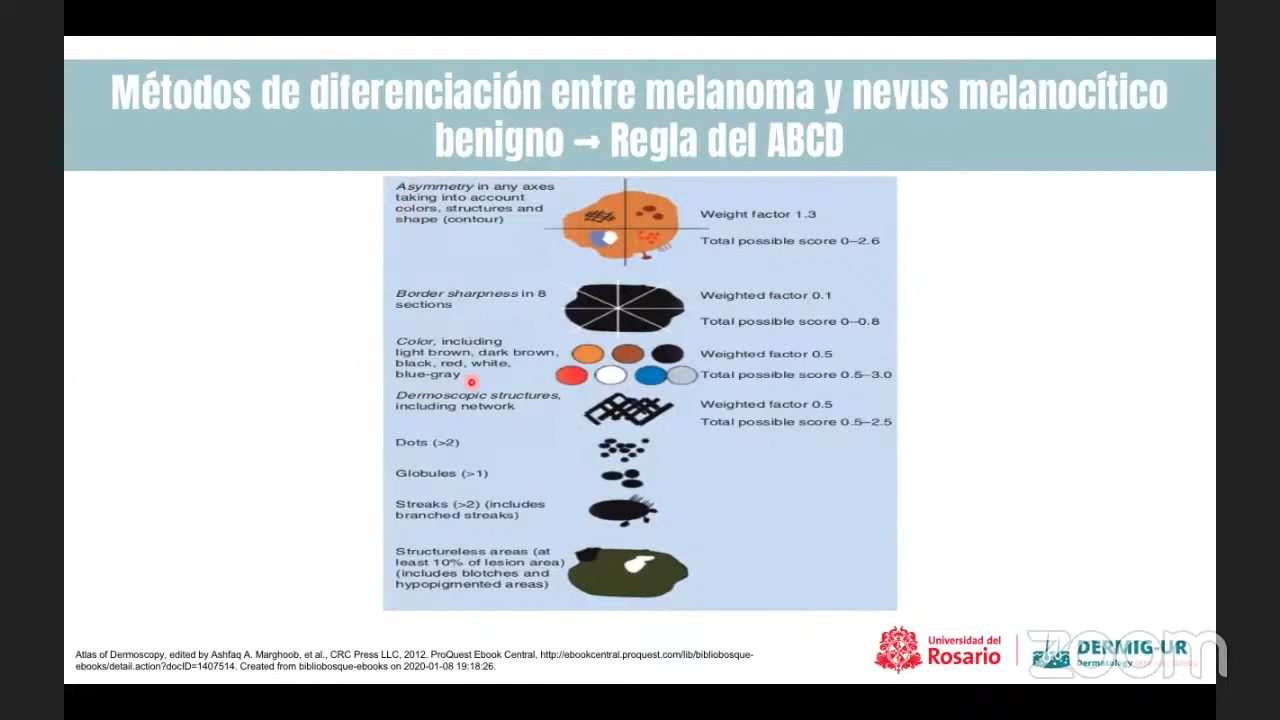 Métodos de diferenciación entre melanoma y nevus melanocítico
benigno → Regla del ABCD
Asymmetry in any axes
taking into account
colors, structures and
shape (contour)
Weight factor 1.3
Total possible score 0–2.6
Border sharpness in 8
sections
Weighted factor 0.1
Total possible score 0–0.8
Color, including
light brown, dark brown,
black, red, white,
blue-gray
Weighted factor 0.5
Total possible score 0.5–3.0
Dermoscopic structures,
including network
Weighted factor 0.5
Total possible score 0.5–2.5
Dots (>2)
Globules (>1)
Streaks (>2) (includes
branched streaks)
Structureless areas (at
least 10% of lesion area)
(includes blotches and
hypopigmented areas)
Atlas of Dermoscopy, edited by Ashfaq A. Marghoob, et al., CRC Press LLC, 2012. ProQuest Ebook Central, http://ebookcentral.proquest.com/lib/bibliobosque-
ebooks/detail.action?docID=1407514. Created from bibliobosque-ebooks on 2020-01-08 19:18:26.
Universidad del
Rosario
DERMIG-UR
Dermatology
zoom